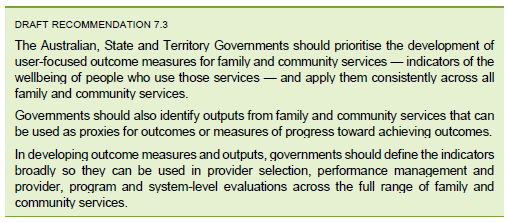 DRAFT RECOMMENDATION 7.3
The Australian, State and Territory Governments should prioritise the development of
user-focused outcome measures for family and community services — indicators of the
wellbeing of people who use those services — and apply them consistently across all
family and community services.
Governments should also identify outputs from family and community services that can
be used as proxies for outcomes or measures of progress toward achieving outcomes.
In developing outcome measures and outputs, governments should define the indicators
broadly so they can be used in provider selection, performance management and
provider, program and system-level evaluations across the full range of family and
community services.